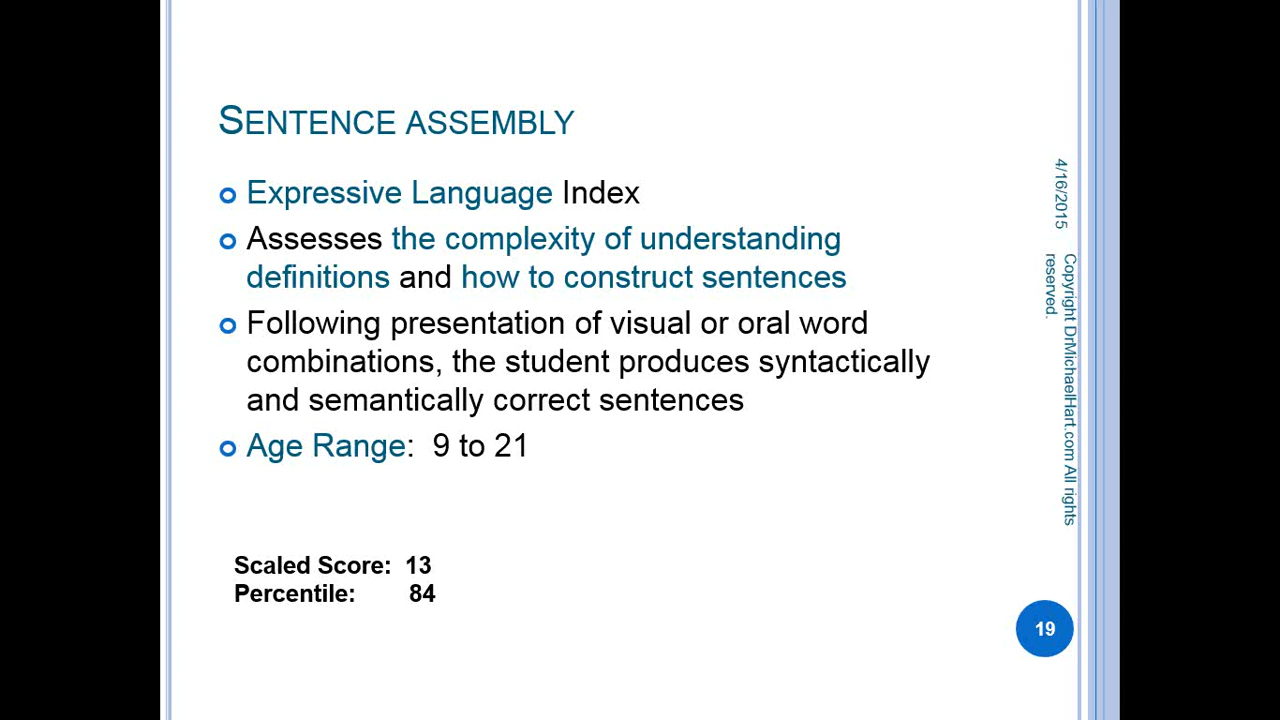 SENTENCE ASSEMBLY
Expressive Language Index
Assesses the complexity of understanding
definitions and how to construct sentences
Following presentation of visual or oral word
combinations, the student produces syntactically
and semantically correct sentences
Age Range: 9 to 21
Scaled Score: 13
Percentile: 84
4/16/2015
Copyright DrMichaelHart.com All rights
reserved.
19